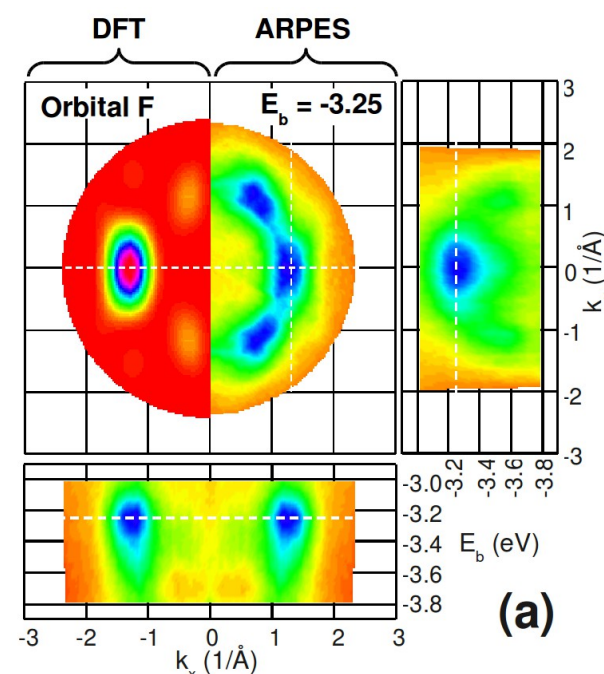 DFT ARPES
Orbital F E_b = -3.25
3
2
1
0
-1
-2
-3
k (1/Å)
-3.2
-3.4
-3.6
-3.8
-3.0
-3.2
-3.4
-3.6
-3.8
E_b (eV)
(a)
-3 -2 -1 0 1 2 3
k_x (1/Å)